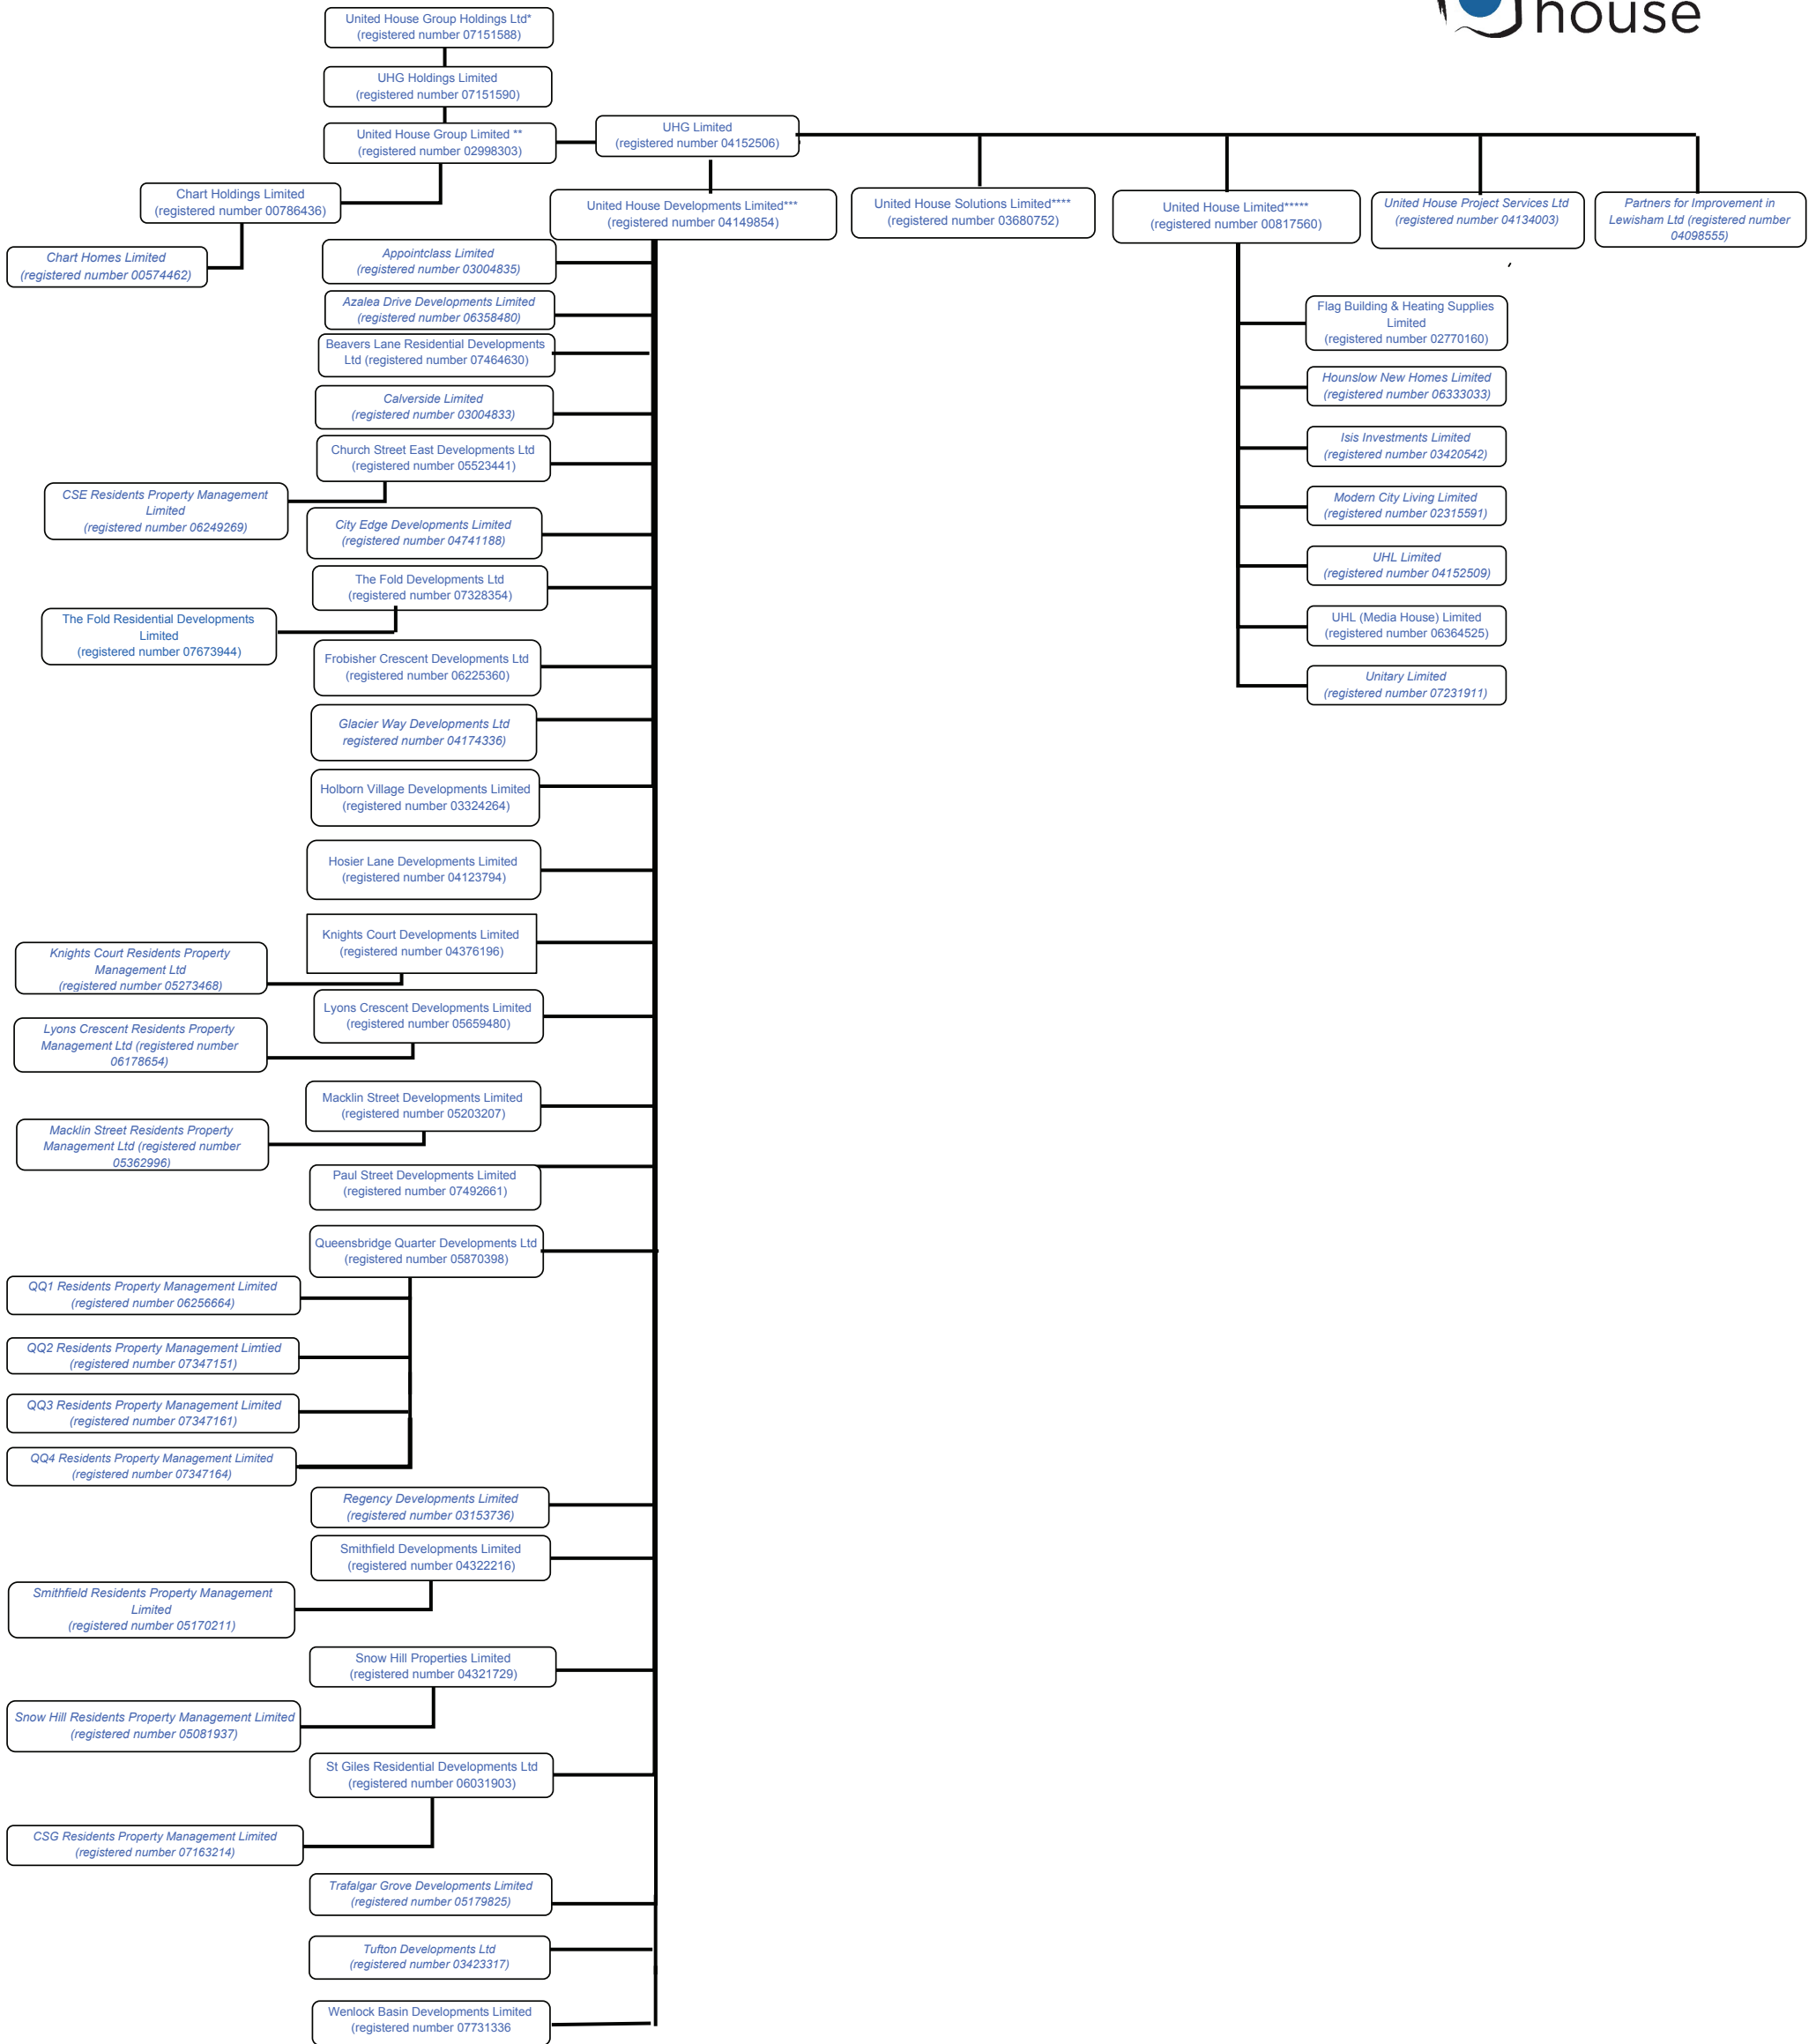 house
United House Group Holdings Ltd*
(registered number 07151588)
UHG Holdings Limited
(registered number 07151590)
United House Group Limited **
(registered number 02998303)
UHG Limited
(registered number 04152506)
Chart Holdings Limited
(registered number 00786436)
United House Developments Limited***
(registered number 04149854)
United House Solutions Limited****
(registered number 03680752)
United House Limited*****
(registered number 00817560)
United House Project Services Ltd
(registered number 04134003)
Partners for Improvement in
Lewisham Ltd (registered number
04098555)
Chart Homes Limited
(registered number 00574462)
Appointclass Limited
(registered number 03004835)
Azalea Drive Developments Limited
(registered number 06358480)
Beavers Lane Residential Developments
Ltd (registered number 07464630)
Calverside Limited
(registered number 03004833)
Church Street East Developments Ltd
(registered number 05523441)
CSE Residents Property Management
Limited
(registered number 06249269)
City Edge Developments Limited
(registered number 04741188)
The Fold Developments Ltd
(registered number 07328354)
The Fold Residential Developments
Limited
(registered number 07673944)
Frobisher Crescent Developments Ltd
(registered number 06225360)
Glacier Way Developments Ltd
registered number 04174336)
Holborn Village Developments Limited
(registered number 03324264)
Hosier Lane Developments Limited
(registered number 04123794)
Knights Court Developments Limited
(registered number 04376196)
Knights Court Residents Property
Management Ltd
(registered number 05273468)
Lyons Crescent Developments Limited
(registered number 05659480)
Lyons Crescent Residents Property
Management Ltd (registered number
06178654)
Macklin Street Developments Limited
(registered number 05203207)
Macklin Street Residents Property
Management Ltd (registered number
05362996)
Paul Street Developments Limited
(registered number 07492661)
Queensbridge Quarter Developments Ltd
(registered number 05870398)
QQ1 Residents Property Management Limited
(registered number 06256664)
QQ2 Residents Property Management Limtied
(registered number 07347151)
QQ3 Residents Property Management Limited
(registered number 07347161)
QQ4 Residents Property Management Limited
(registered number 07347164)
Regency Developments Limited
(registered number 03153736)
Smithfield Developments Limited
(registered number 04322216)
Smithfield Residents Property Management
Limited
(registered number 05170211)
Snow Hill Properties Limited
(registered number 04321729)
Snow Hill Residents Property Management Limited
(registered number 05081937)
St Giles Residential Developments Ltd
(registered number 06031903)
CSG Residents Property Management Limited
(registered number 07163214)
Trafalgar Grove Developments Limited
(registered number 05179825)
Tufton Developments Ltd
(registered number 03423317)
Wenlock Basin Developments Limited
(registered number 07731336
Flag Building & Heating Supplies
Limited
(registered number 02770160)
Hounslow New Homes Limited
(registered number 06333033)
Isis Investments Limited
(registered number 03420542)
Modern City Living Limited
(registered number 02315591)
UHL Limited
(registered number 04152509)
UHL (Media House) Limited
(registered number 06364525)
Unitary Limited
(registered number 07231911)